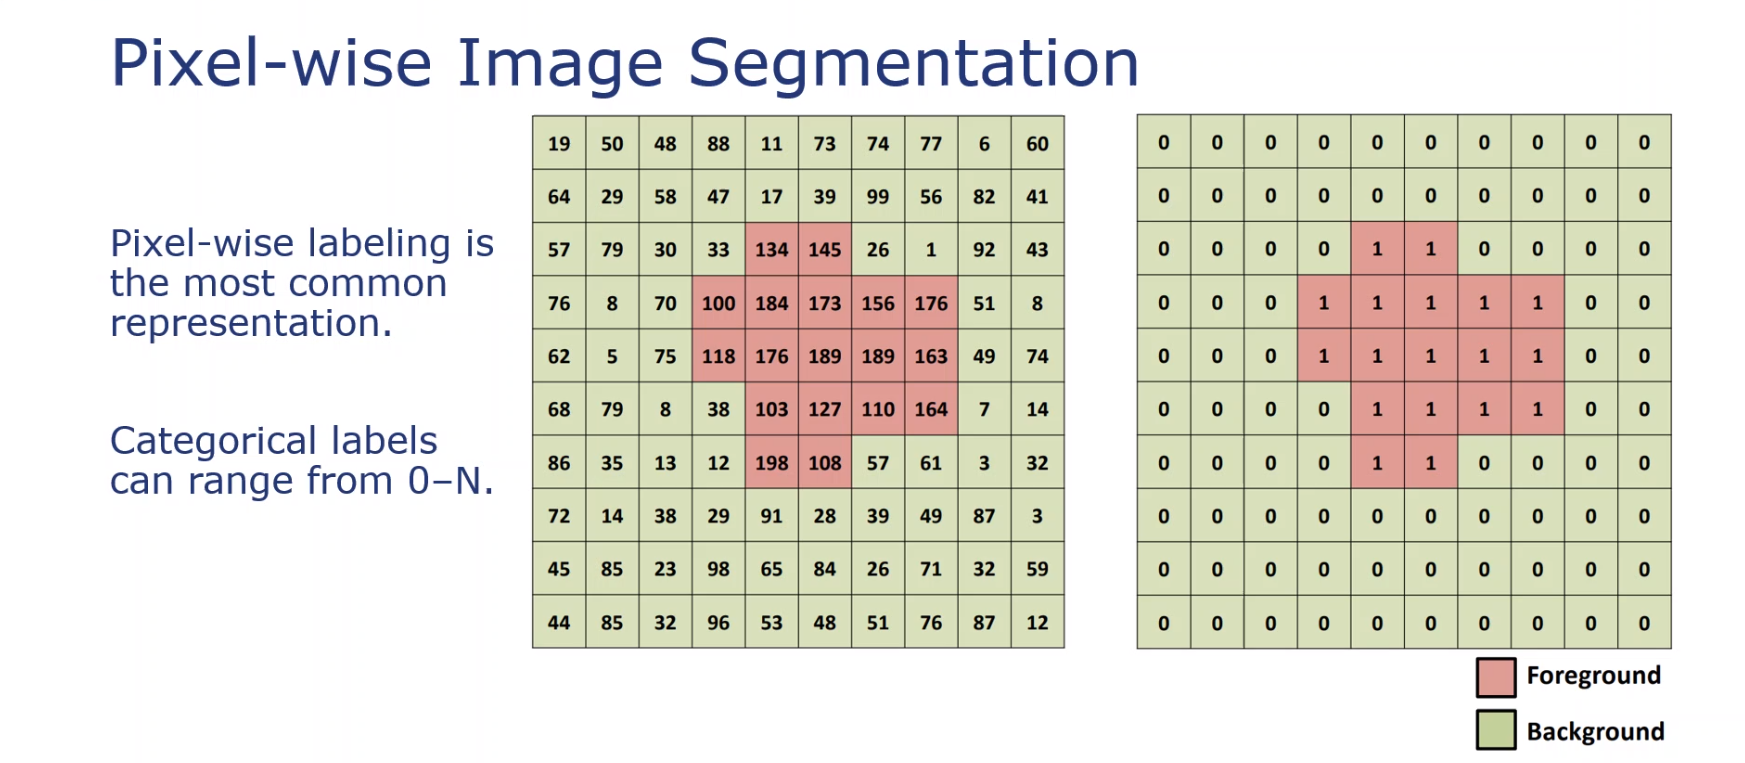 Pixel-wise Image Segmentation
Pixel-wise labeling is
the most common
representation.
Categorical labels
can range from 0–N.
19 50 48 88 11 73 74 77 6 60
64 29 58 47 17 39 99 56 82 41
57 79 30 33 134 145 26 1 92 43
76 8 70 100 184 173 156 176 51 8
62 5 75 118 176 189 189 163 49 74
68 79 8 38 103 127 110 164 7 14
86 35 13 12 198 108 57 61 3 32
72 14 38 29 91 28 39 49 87 3
45 85 23 98 65 84 26 71 32 59
44 85 32 96 53 48 51 76 87 12
0 0 0 0 0 0 0 0 0 0
0 0 0 0 0 0 0 0 0 0
0 0 0 0 1 1 0 0 0 0
0 0 0 1 1 1 1 1 0 0
0 0 0 1 1 1 1 1 0 0
0 0 0 0 1 1 1 1 0 0
0 0 0 0 1 1 0 0 0 0
0 0 0 0 0 0 0 0 0 0
0 0 0 0 0 0 0 0 0 0
0 0 0 0 0 0 0 0 0 0
Foreground
Background